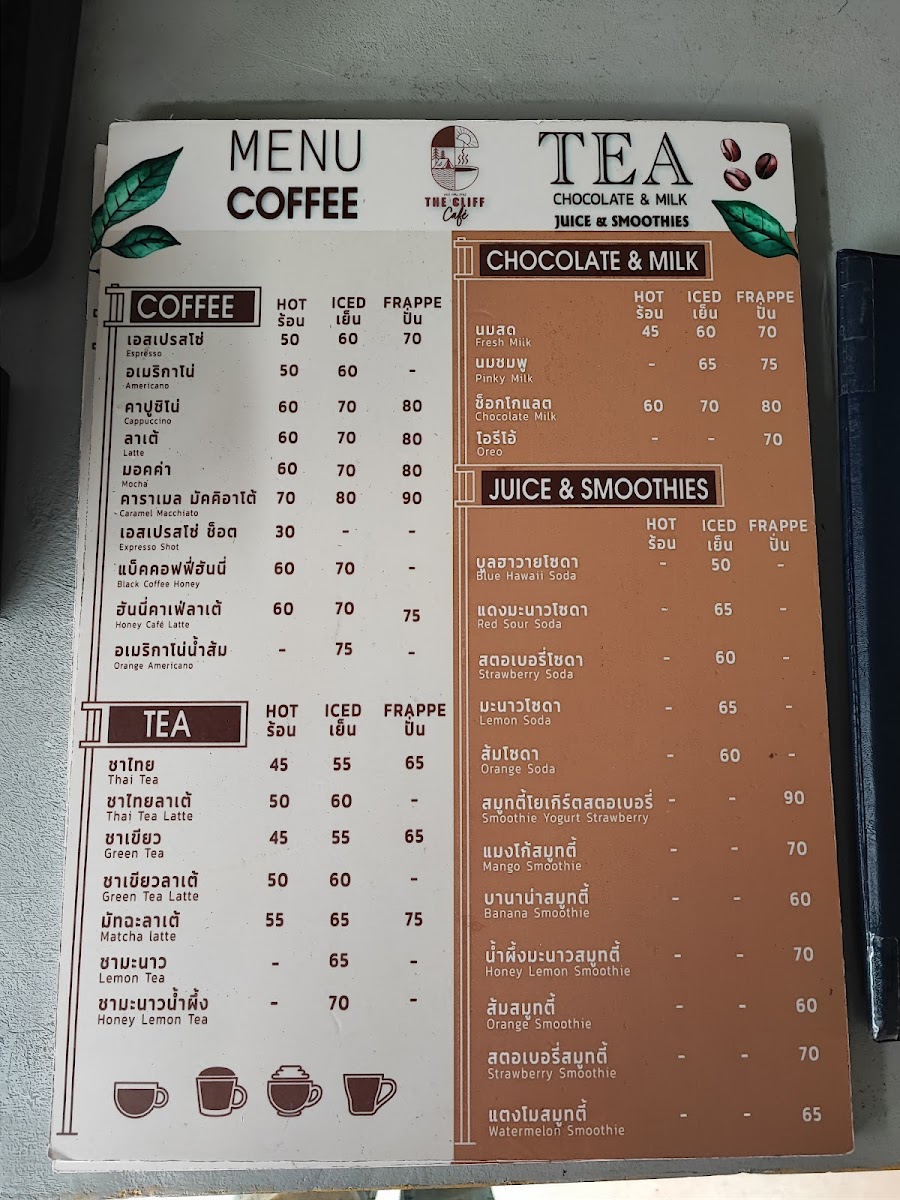 MENU
COFFEE
THE CLIFF
Café
TEA
CHOCOLATE & MILK
JUICE & SMOOTHIES
COFFEE HOT ICED FRAPPE
ร้อน เย็น ปั่น
เอสเปรสโซ่ 50 60 70
Espresso
อเมริกาโน่ 50 60 -
Americano
คาปูชิโน่ 60 70 80
Cappuccino
ลาเต้ 60 70 80
Latte
มอคค่า 60 70 80
Mocha
คาราเมล มัคคิอาโต้ 70 80 90
Caramel Macchiato
เอสเปรสโซ่ ช็อต 30 - -
Expresso Shot
แบ็คคอฟฟี่ฮันนี่ 60 70 -
Black Coffee Honey
ฮันนี่คาเฟ่ลาเต้ 60 70 75
Honey Café Latte
อเมริกาโน่น้ำส้ม - 75 -
Orange Americano
TEA HOT ICED FRAPPE
ร้อน เย็น ปั่น
ชาไทย 45 55 65
Thai Tea
ชาไทยลาเต้ 50 60 -
Thai Tea Latte
ชาเขียว 45 55 65
Green Tea
ชาเขียวลาเต้ 50 60 -
Green Tea Latte
มัทฉะลาเต้ 55 65 75
Matcha latte
ชามะนาว - 65 -
Lemon Tea
ชามะนาวน้ำผึ้ง - 70 -
Honey Lemon Tea
CHOCOLATE & MILK
HOT ICED FRAPPE
ร้อน เย็น ปั่น
นมสด 45 60 70
Fresh Milk
นมชมพู - 65 75
Pinky Milk
ช็อกโกแลต 60 70 80
Chocolate Milk
โอรีโอ้ - - 70
Oreo
JUICE & SMOOTHIES
HOT ICED FRAPPE
ร้อน เย็น ปั่น
บูลฮาวายโซดา - 50 -
Blue Hawaii Soda
แดงมะนาวโซดา - 65 -
Red Sour Soda
สตอเบอรี่โซดา - 60 -
Strawberry Soda
มะนาวโซดา - 65 -
Lemon Soda
ส้มโซดา - 60 -
Orange Soda
สมูทตี้โยเกิร์ตสตอเบอรี่ - - 90
Smoothie Yogurt Strawberry
แมงโก้สมูทตี้ - - 70
Mango Smoothie
บานาน่าสมูทตี้ - - 60
Banana Smoothie
น้ำผึ้งมะนาวสมูทตี้ - - 70
Honey Lemon Smoothie
ส้มสมูทตี้ - - 60
Orange Smoothie
สตอเบอรี่สมูทตี้ - - 70
Strawberry Smoothie
แตงโมสมูทตี้ - - 65
Watermelon Smoothie